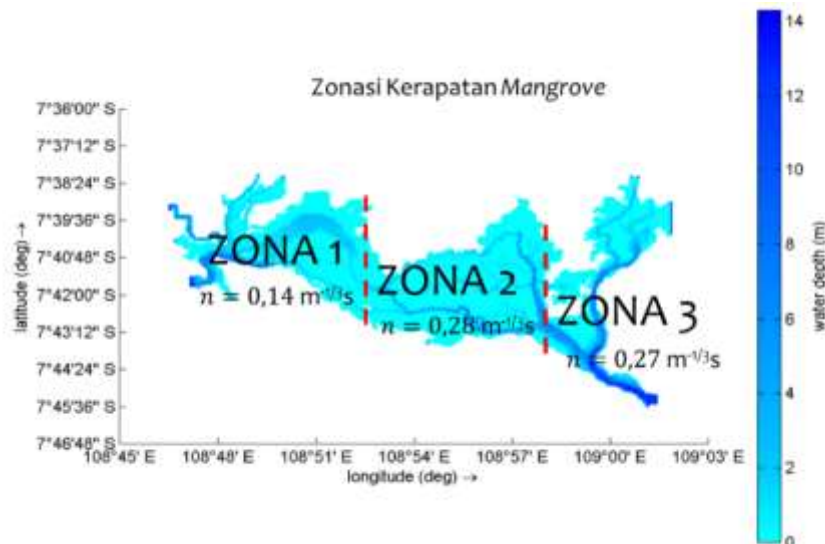 Zonasi Kerapatan Mangrove
7°36'00" S
7°37'12" S
7°38'24" S
7°39'36" S
7°40'48" S
7°42'00" S
7°43'12" S
7°44'24" S
7°45'36" S
7°46'48" S
latitude (deg) →
108°45' E 108°48' E 108°51' E 108°54' E 108°57' E 109°00' E 109°03' E
longitude (deg) →
ZONA 1
n = 0,14 m⁻¹/³s
ZONA 2
n = 0,28 m⁻¹/³s
ZONA 3
n = 0,27 m⁻¹/³s
14
12
10
8
6
4
2
0
water depth (m)